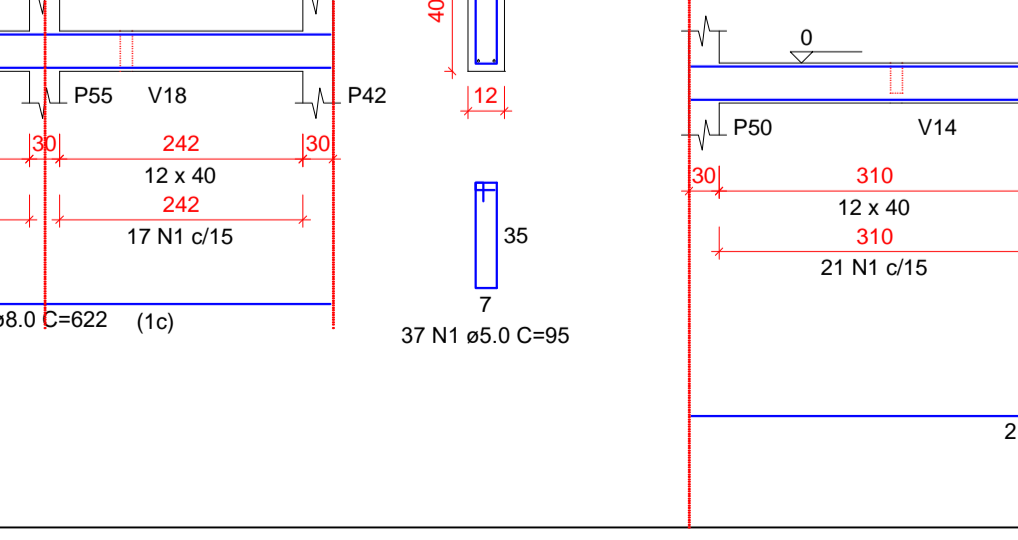 40
0
P55 V18 P42
12
P50 V14
30 242 30
12 x 40
30 310
12 x 40
242
17 N1 c/15
35
310
21 N1 c/15
7
ø8.0 C=622 (1c)
37 N1 ø5.0 C=95
2